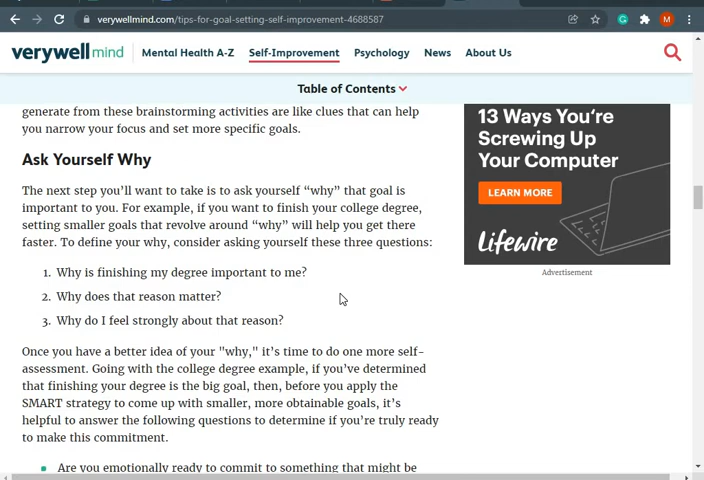 verywellmind.com/tips-for-goal-setting-self-improvement-4688587
G
M
verywell mind
Mental Health A-Z
Self-Improvement
Psychology
News
About Us
Table of Contents
generate from these brainstorming activities are like clues that can help
you narrow your focus and set more specific goals.
Ask Yourself Why
The next step you'll want to take is to ask yourself “why” that goal is
important to you. For example, if you want to finish your college degree,
setting smaller goals that revolve around “why” will help you get there
faster. To define your why, consider asking yourself these three questions:
1. Why is finishing my degree important to me?
2. Why does that reason matter?
3. Why do I feel strongly about that reason?
Once you have a better idea of your "why," it’s time to do one more self-
assessment. Going with the college degree example, if you’ve determined
that finishing your degree is the big goal, then, before you apply the
SMART strategy to come up with smaller, more obtainable goals, it’s
helpful to answer the following questions to determine if you’re truly ready
to make this commitment.
Are you emotionally ready to commit to something that might be
13 Ways You're
Screwing Up
Your Computer
LEARN MORE
Lifewire
Advertisement